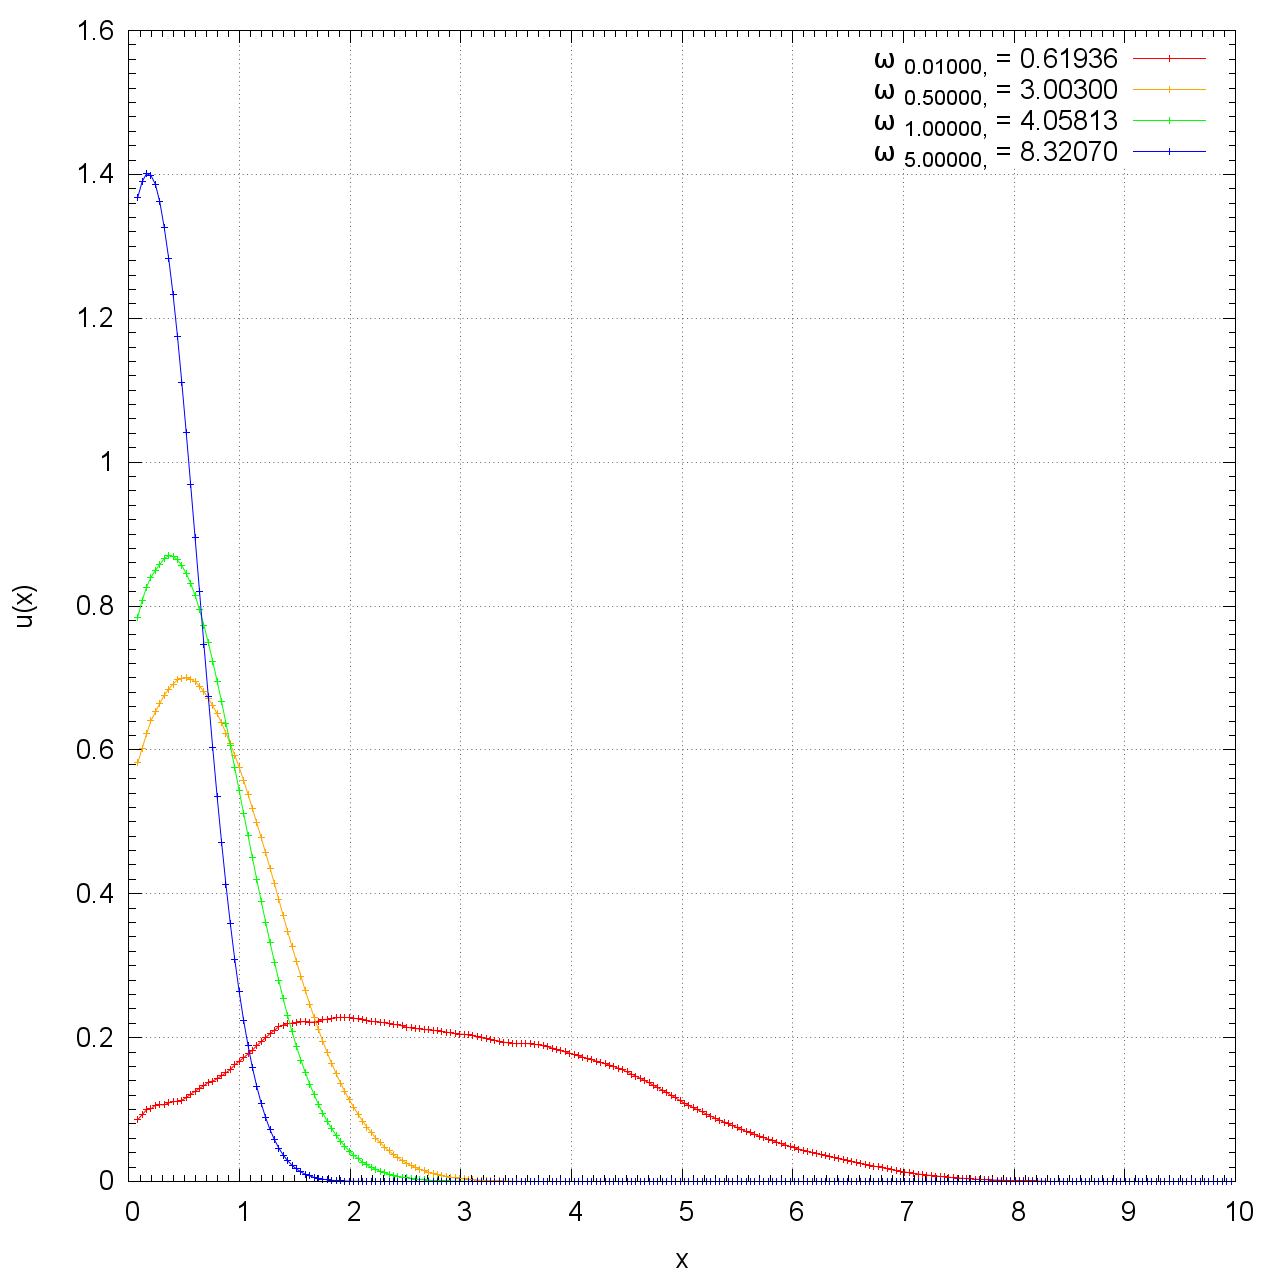 1.6
1.4
1.2
1
0.8
0.6
0.4
0.2
0
u(x)
ω 0.01000, = 0.61936
ω 0.50000, = 3.00300
ω 1.00000, = 4.05813
ω 5.00000, = 8.32070
0 1 2 3 4 5 6 7 8 9 10
x